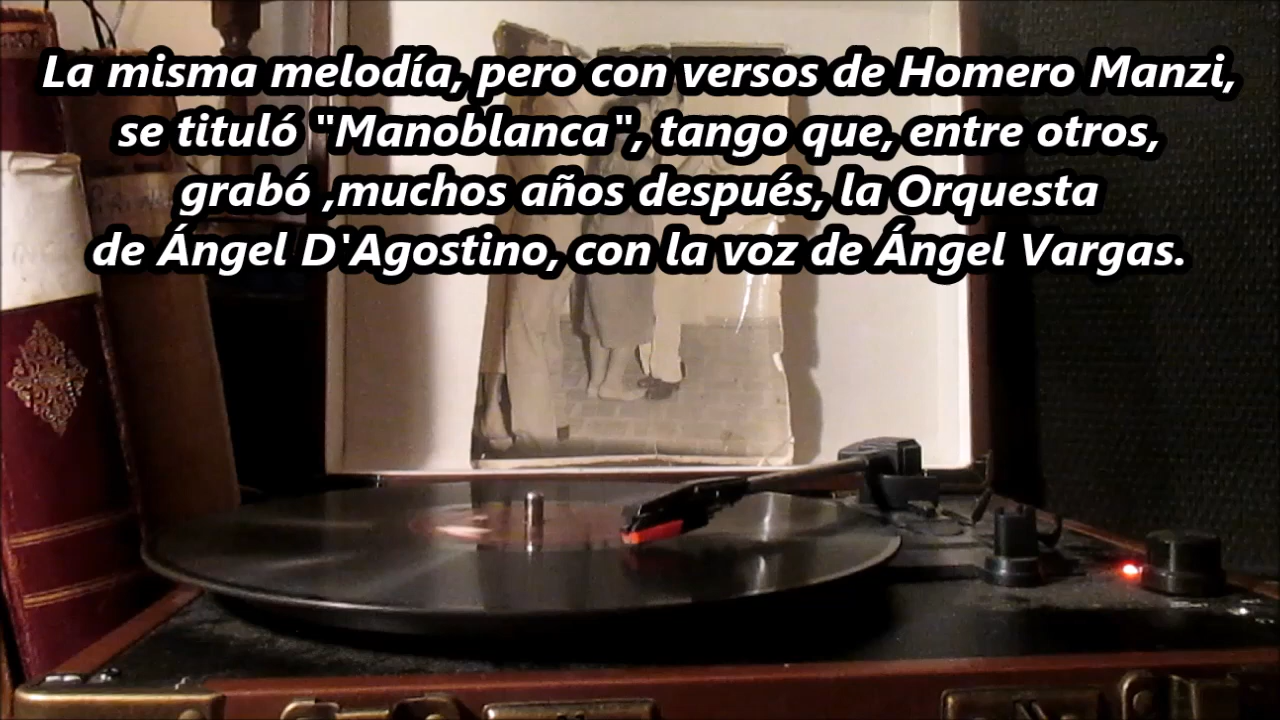 La misma melodía, pero con versos de Homero Manzi,
se tituló "Manoblanca", tango que, entre otros,
grabó ,muchos años después, la Orquesta
de Ángel D'Agostino, con la voz de Ángel Vargas.